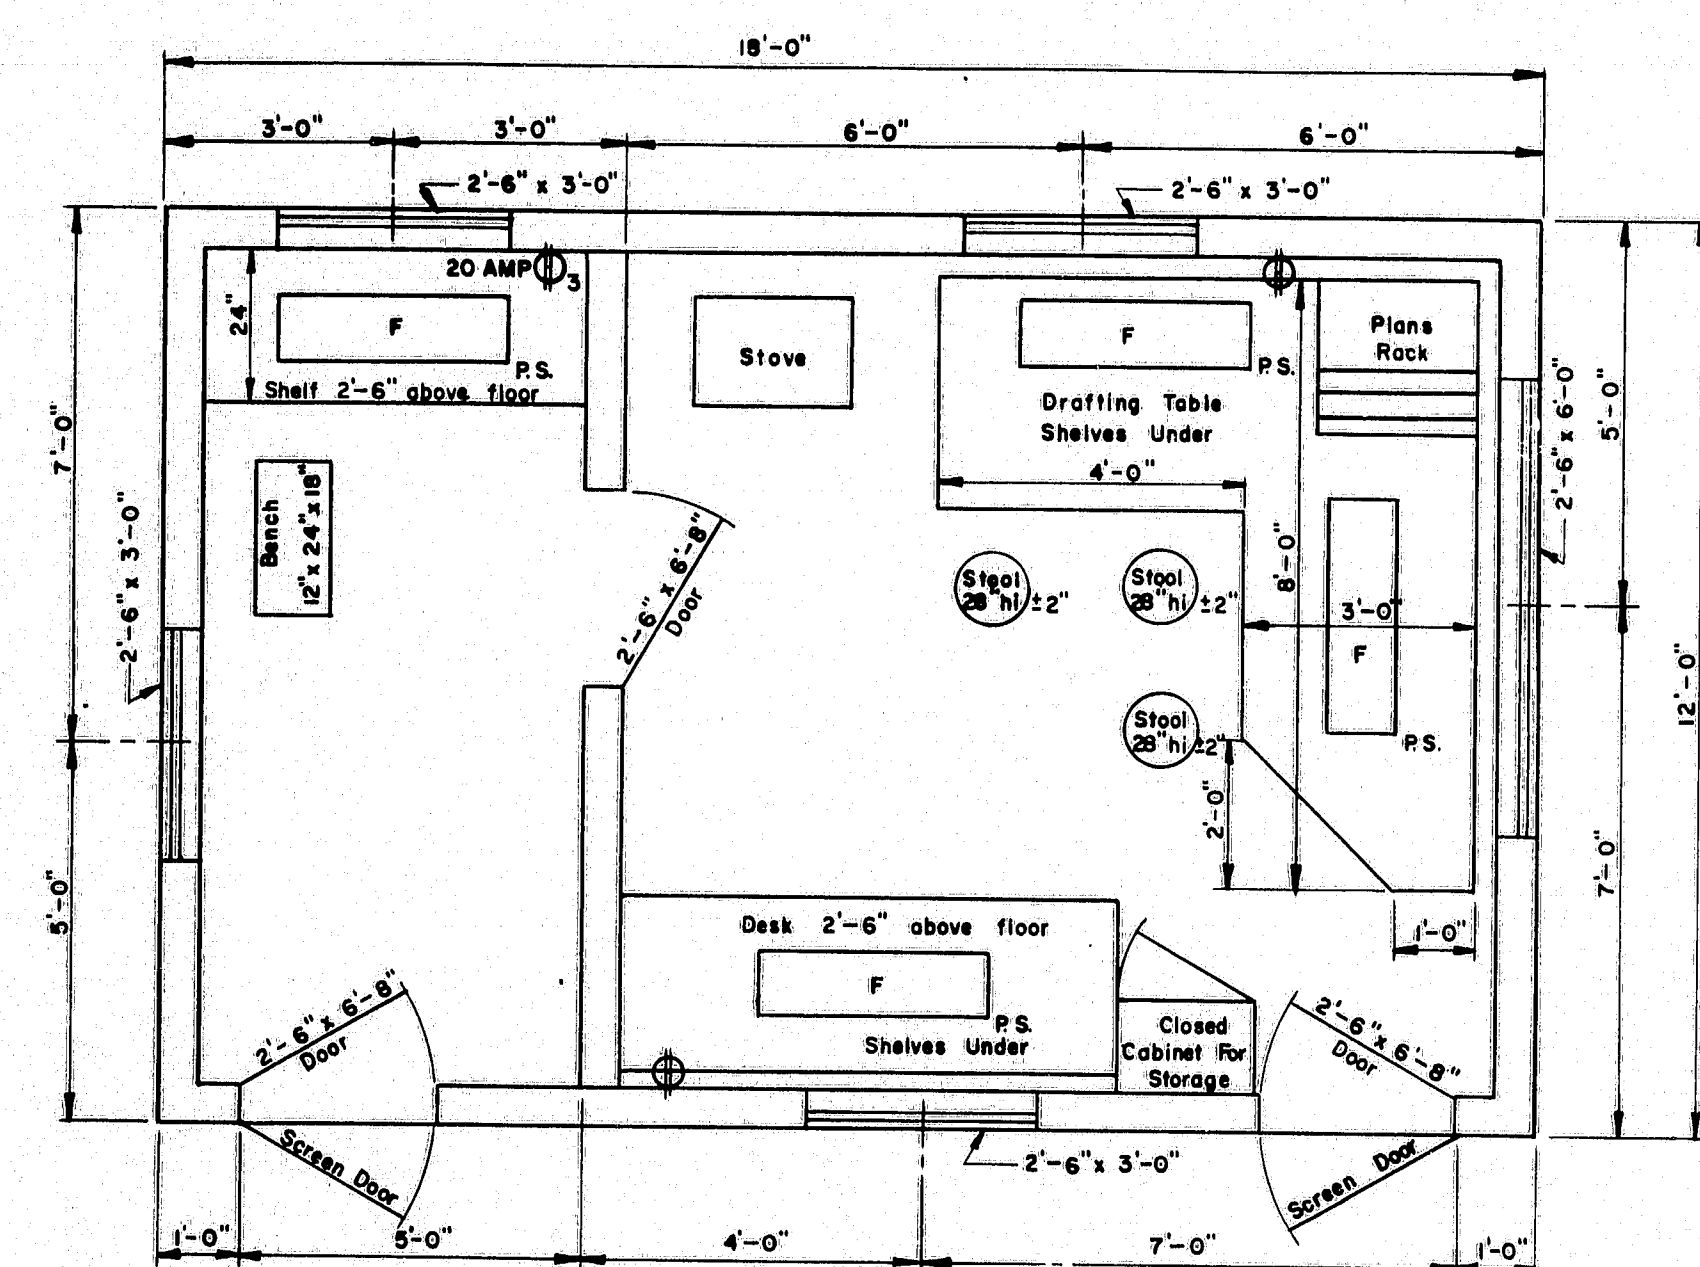 18'-0"
3'-0" 3'-0" 6'-0" 6'-0"
2'-6" x 3'-0" 2'-6" x 3'-0"
20 AMP 3
24"
F
P.S.
Shelf 2'-6" above floor
Stove
F
P.S.
Drafting Table
Shelves Under
4'-0"
Plans
Rack
7'-0"
2'-6" x 3'-0"
Bench
12" x 24" x 18"
2'-6" x 6'-8"
Door
Stool
28"hi ±2"
Stool
28"hi ±2"
Stool
28"hi ±2"
8'-0"
3'-0"
F
P.S.
2'-6" x 6'-0"
5'-0"
12'-0"
2'-0"
7'-0"
1'-0"
5'-0"
Desk 2'-6" above floor
F
P.S.
Shelves Under
Closed
Cabinet For
Storage
2'-6" x 6'-8"
Door
2'-6" x 6'-8"
Door
Screen Door
Screen Door
2'-6" x 3'-0"
1'-0" 5'-0" 4'-0" 7'-0" 1'-0"